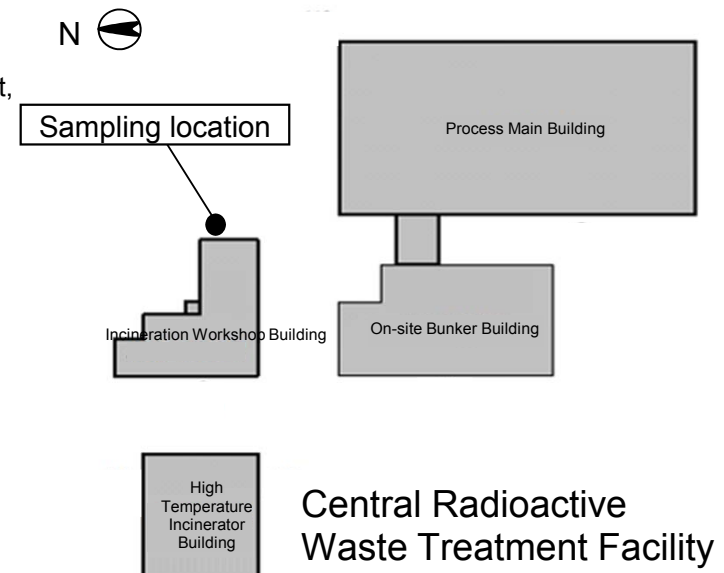 N
t,
Sampling location
Process Main Building
Incineration Workshop Building
On-site Bunker Building
High
Temperature
Incinerator
Building
Central Radioactive
Waste Treatment Facility